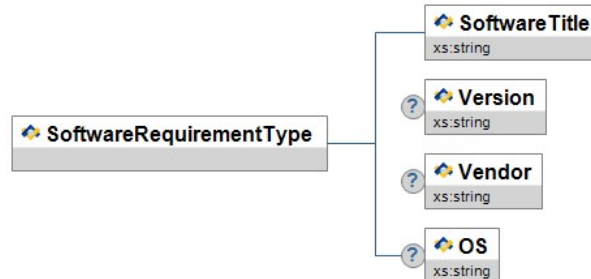 SoftwareTitle
xs:string
? Version
xs:string
SoftwareRequirementType
? Vendor
xs:string
? OS
xs:string